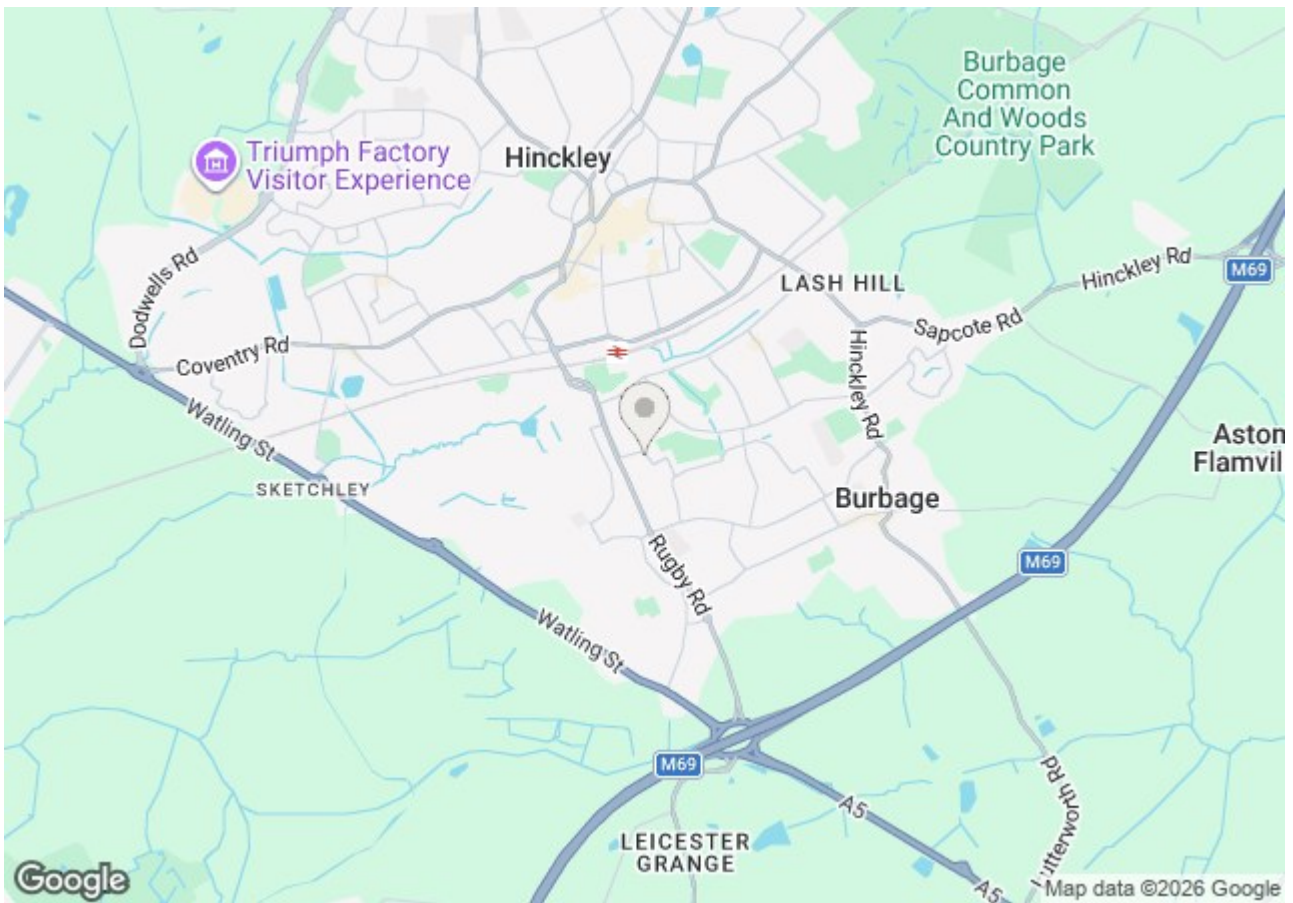 Burbage
Common
And Woods
Country Park
Triumph Factory
Visitor Experience
Hinckley
Dodwells Rd
LASH HILL
Hinckley Rd
M69
Sapcote Rd
Coventry Rd
Hinckley Rd
Watling St
Aston
Flamvil
SKETCHLEY
Burbage
Rugby Rd
M69
Watling St
M69
A5
Lutterworth Rd
LEICESTER
GRANGE
A5
Google
Map data ©2026 Google